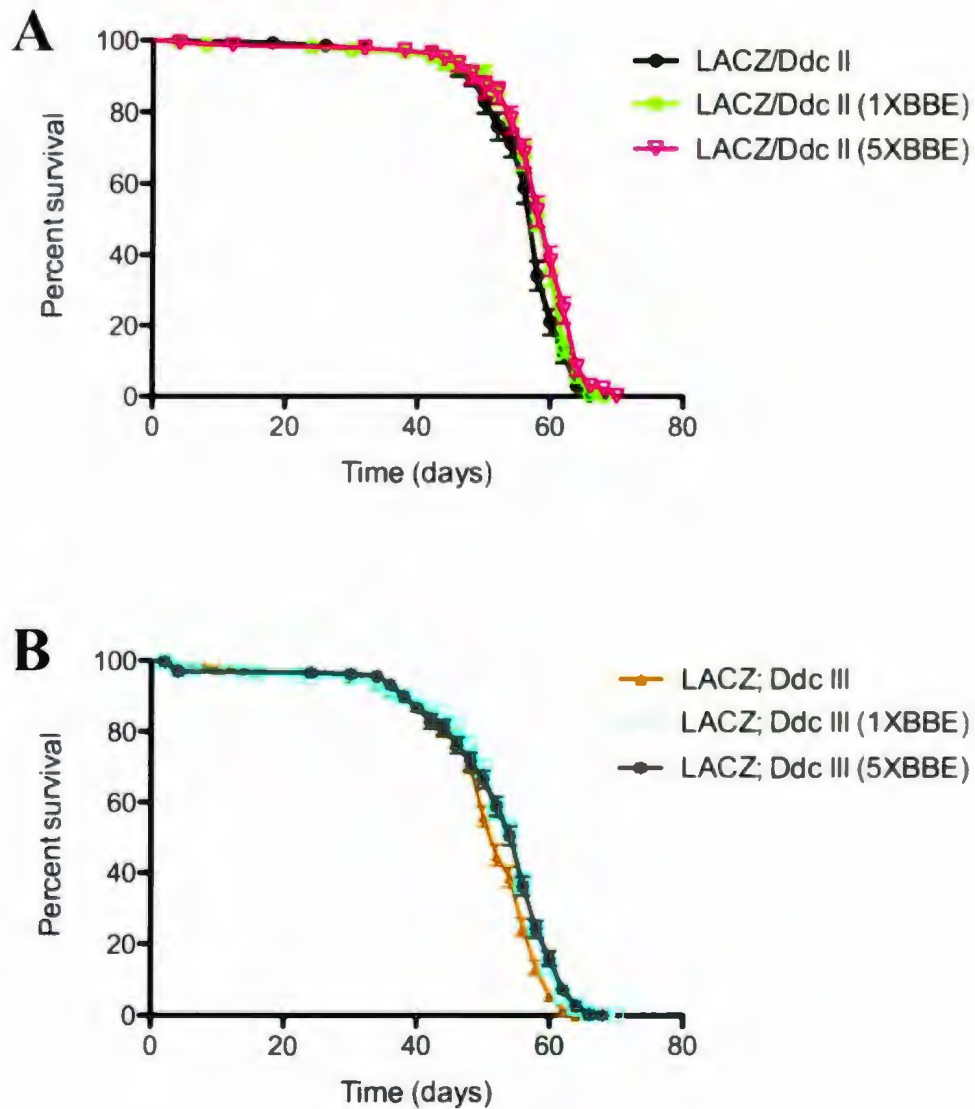 A
100
80
60
40
20
0
Percent survival
0 20 40 60 80
Time (days)
LACZ/Ddc II
LACZ/Ddc II (1XBBE)
LACZ/Ddc II (5XBBE)
B
100
80
60
40
20
0
Percent survival
0 20 40 60 80
Time (days)
LACZ; Ddc III
LACZ; Ddc III (1XBBE)
LACZ; Ddc III (5XBBE)